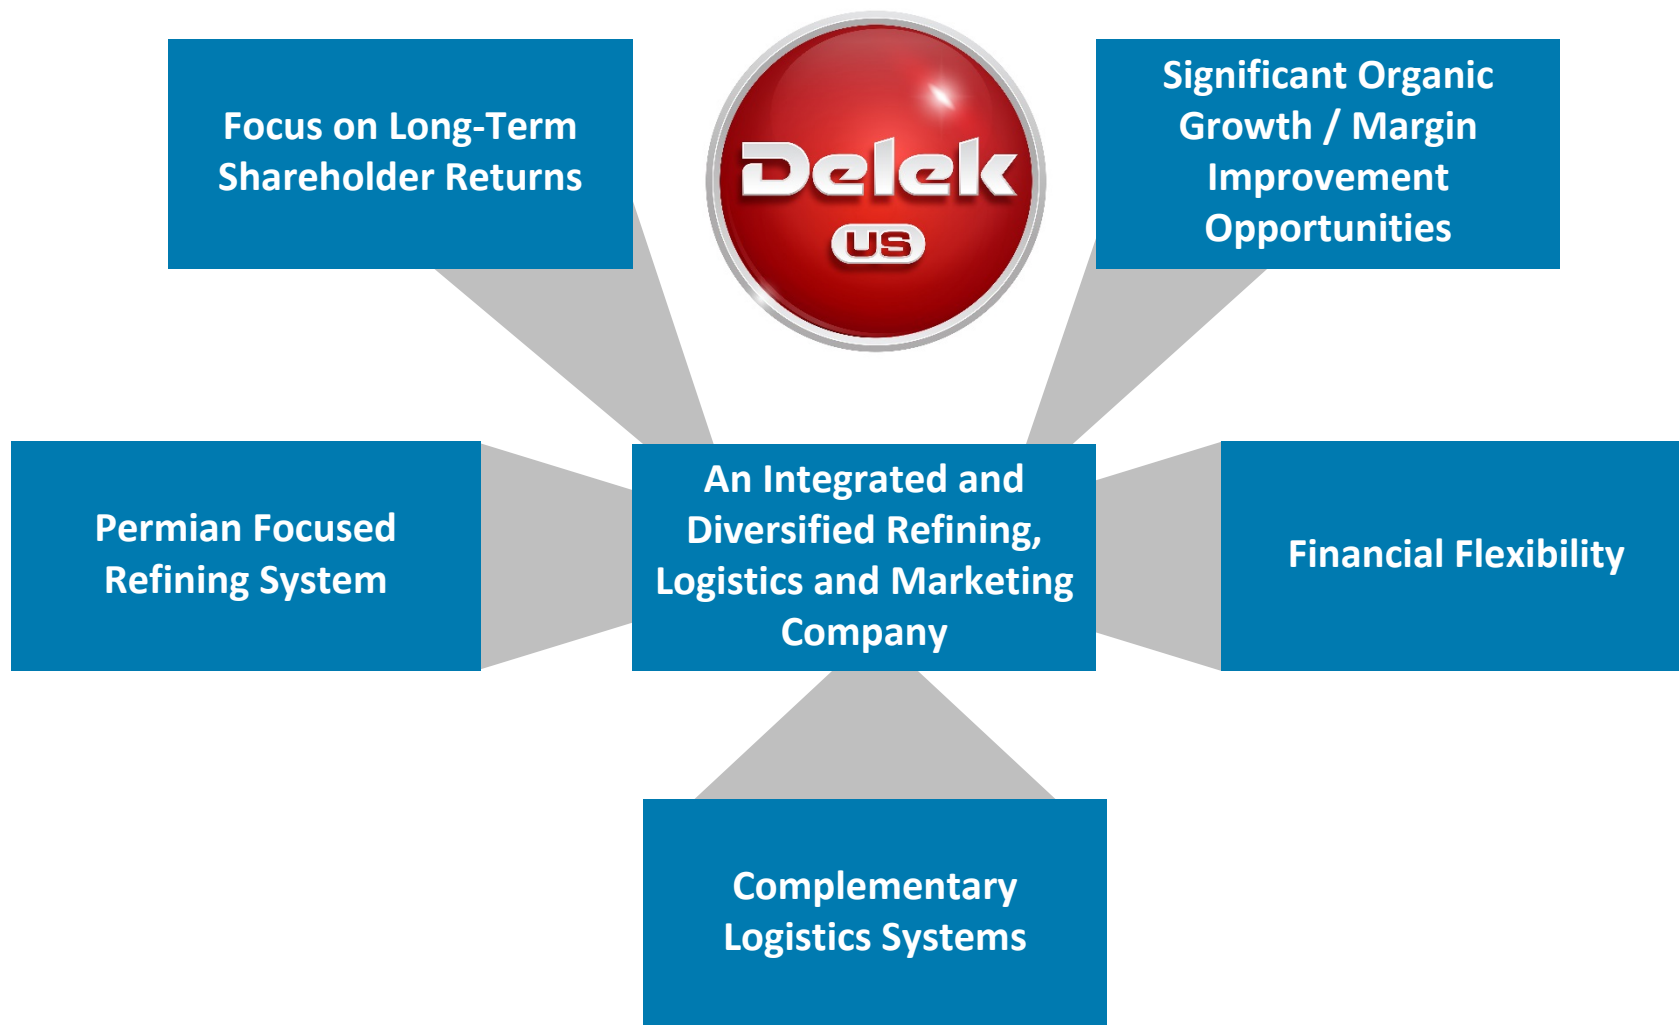 Focus on Long-Term
Shareholder Returns
Delek
US
Significant Organic
Growth / Margin
Improvement
Opportunities
Permian Focused
Refining System
An Integrated and
Diversified Refining,
Logistics and Marketing
Company
Financial Flexibility
Complementary
Logistics Systems